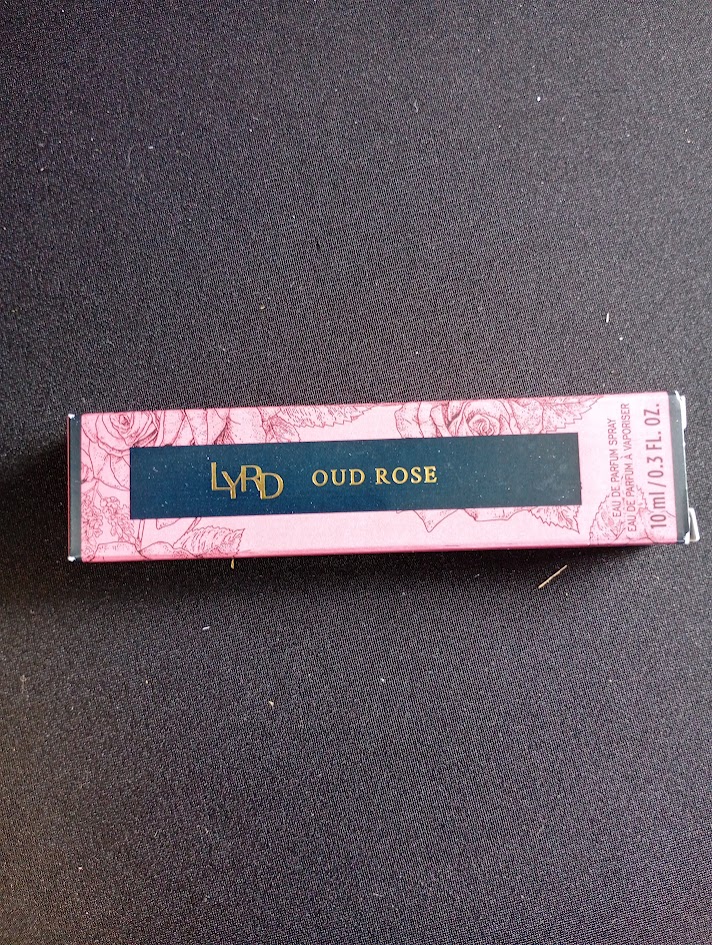 LYRD OUD ROSE
EAU DE PARFUM SPRAY
EAU DE PARFUM À VAPORISER
10 ml / 0.3 FL. OZ.